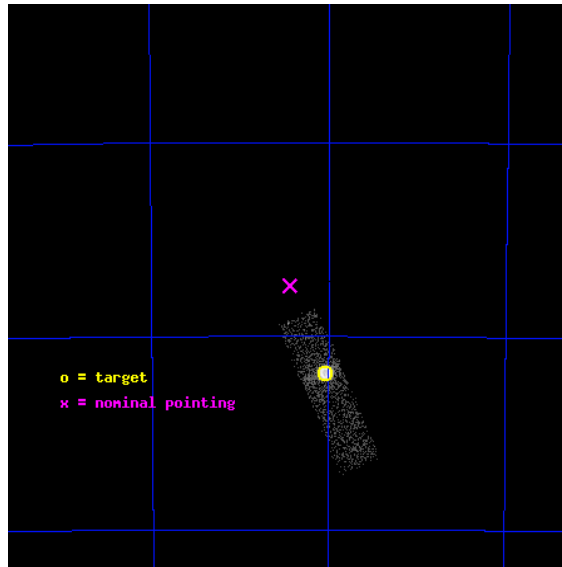 o = target
x = nominal pointing